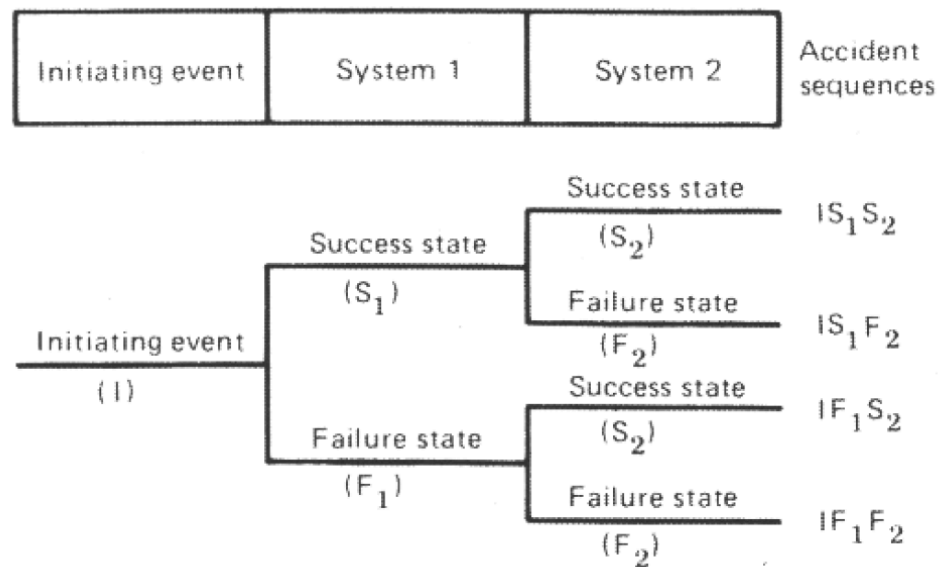 Initiating event
System 1
System 2
Accident
sequences
Success state
(S₂)
IS₁S₂
Success state
(S₁)
Failure state
(F₂)
IS₁F₂
Initiating event
(I)
Success state
(S₂)
IF₁S₂
Failure state
(F₁)
Failure state
(F₂)
IF₁F₂